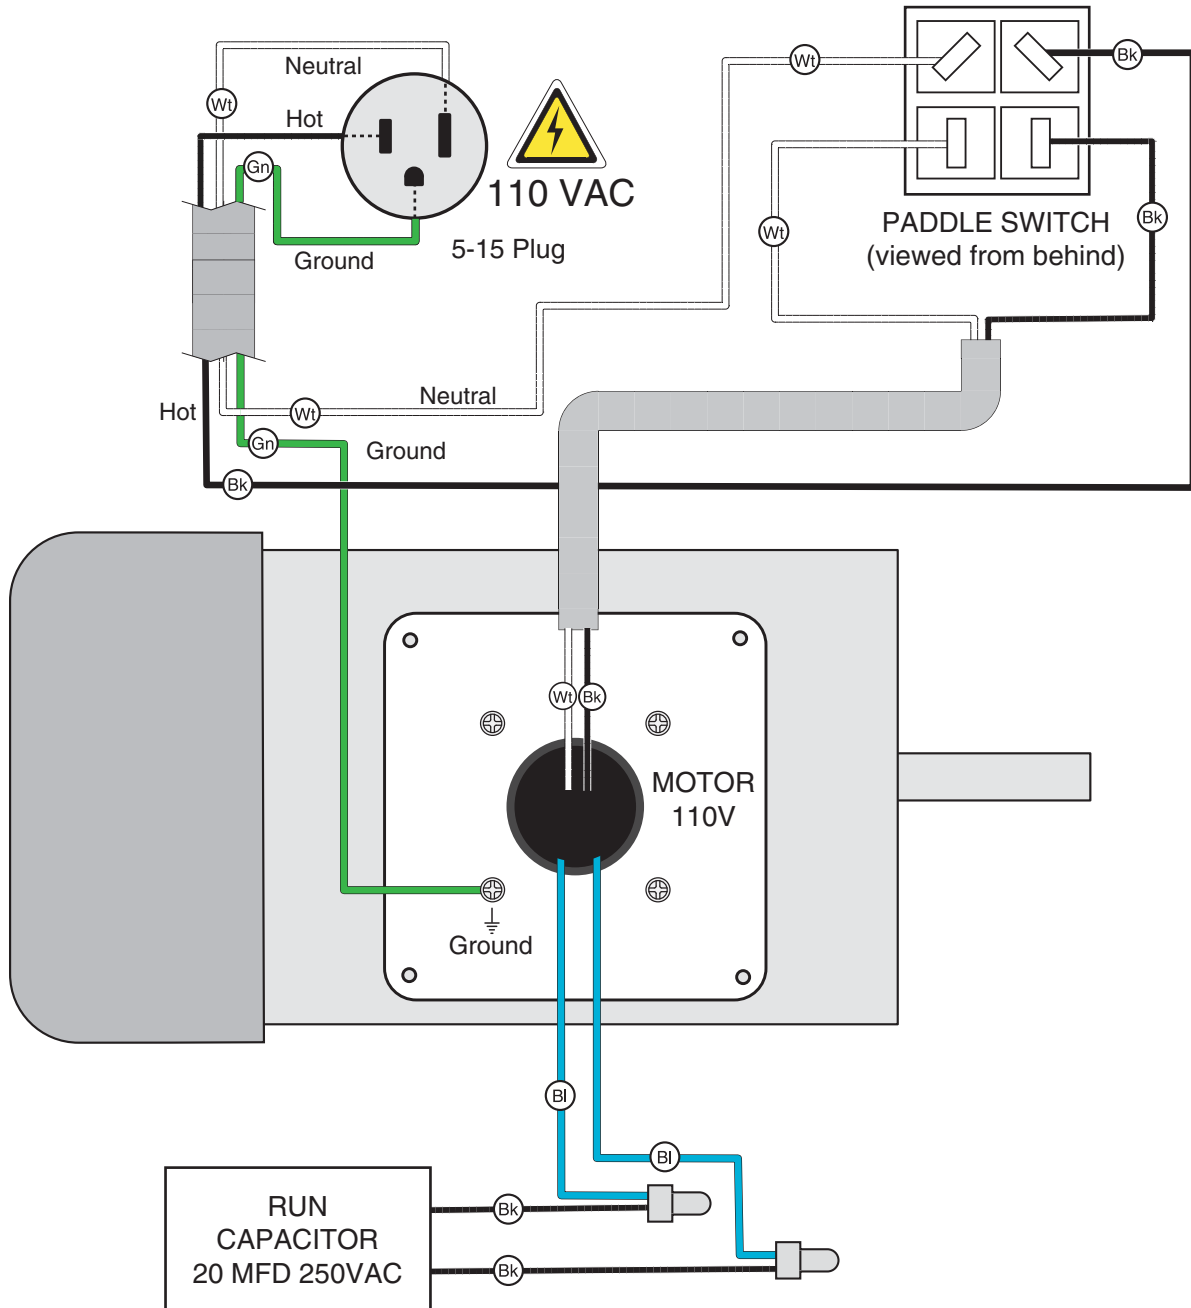 Neutral
Wt
Hot
Gn
Ground
110 VAC
5-15 Plug
Wt
Bk
Wt
Bk
PADDLE SWITCH
(viewed from behind)
Hot
Wt
Neutral
Gn
Ground
Bk
Wt
Bk
MOTOR
110V
Ground
Bl
Bl
RUN
CAPACITOR
20 MFD 250VAC
Bk
Bk